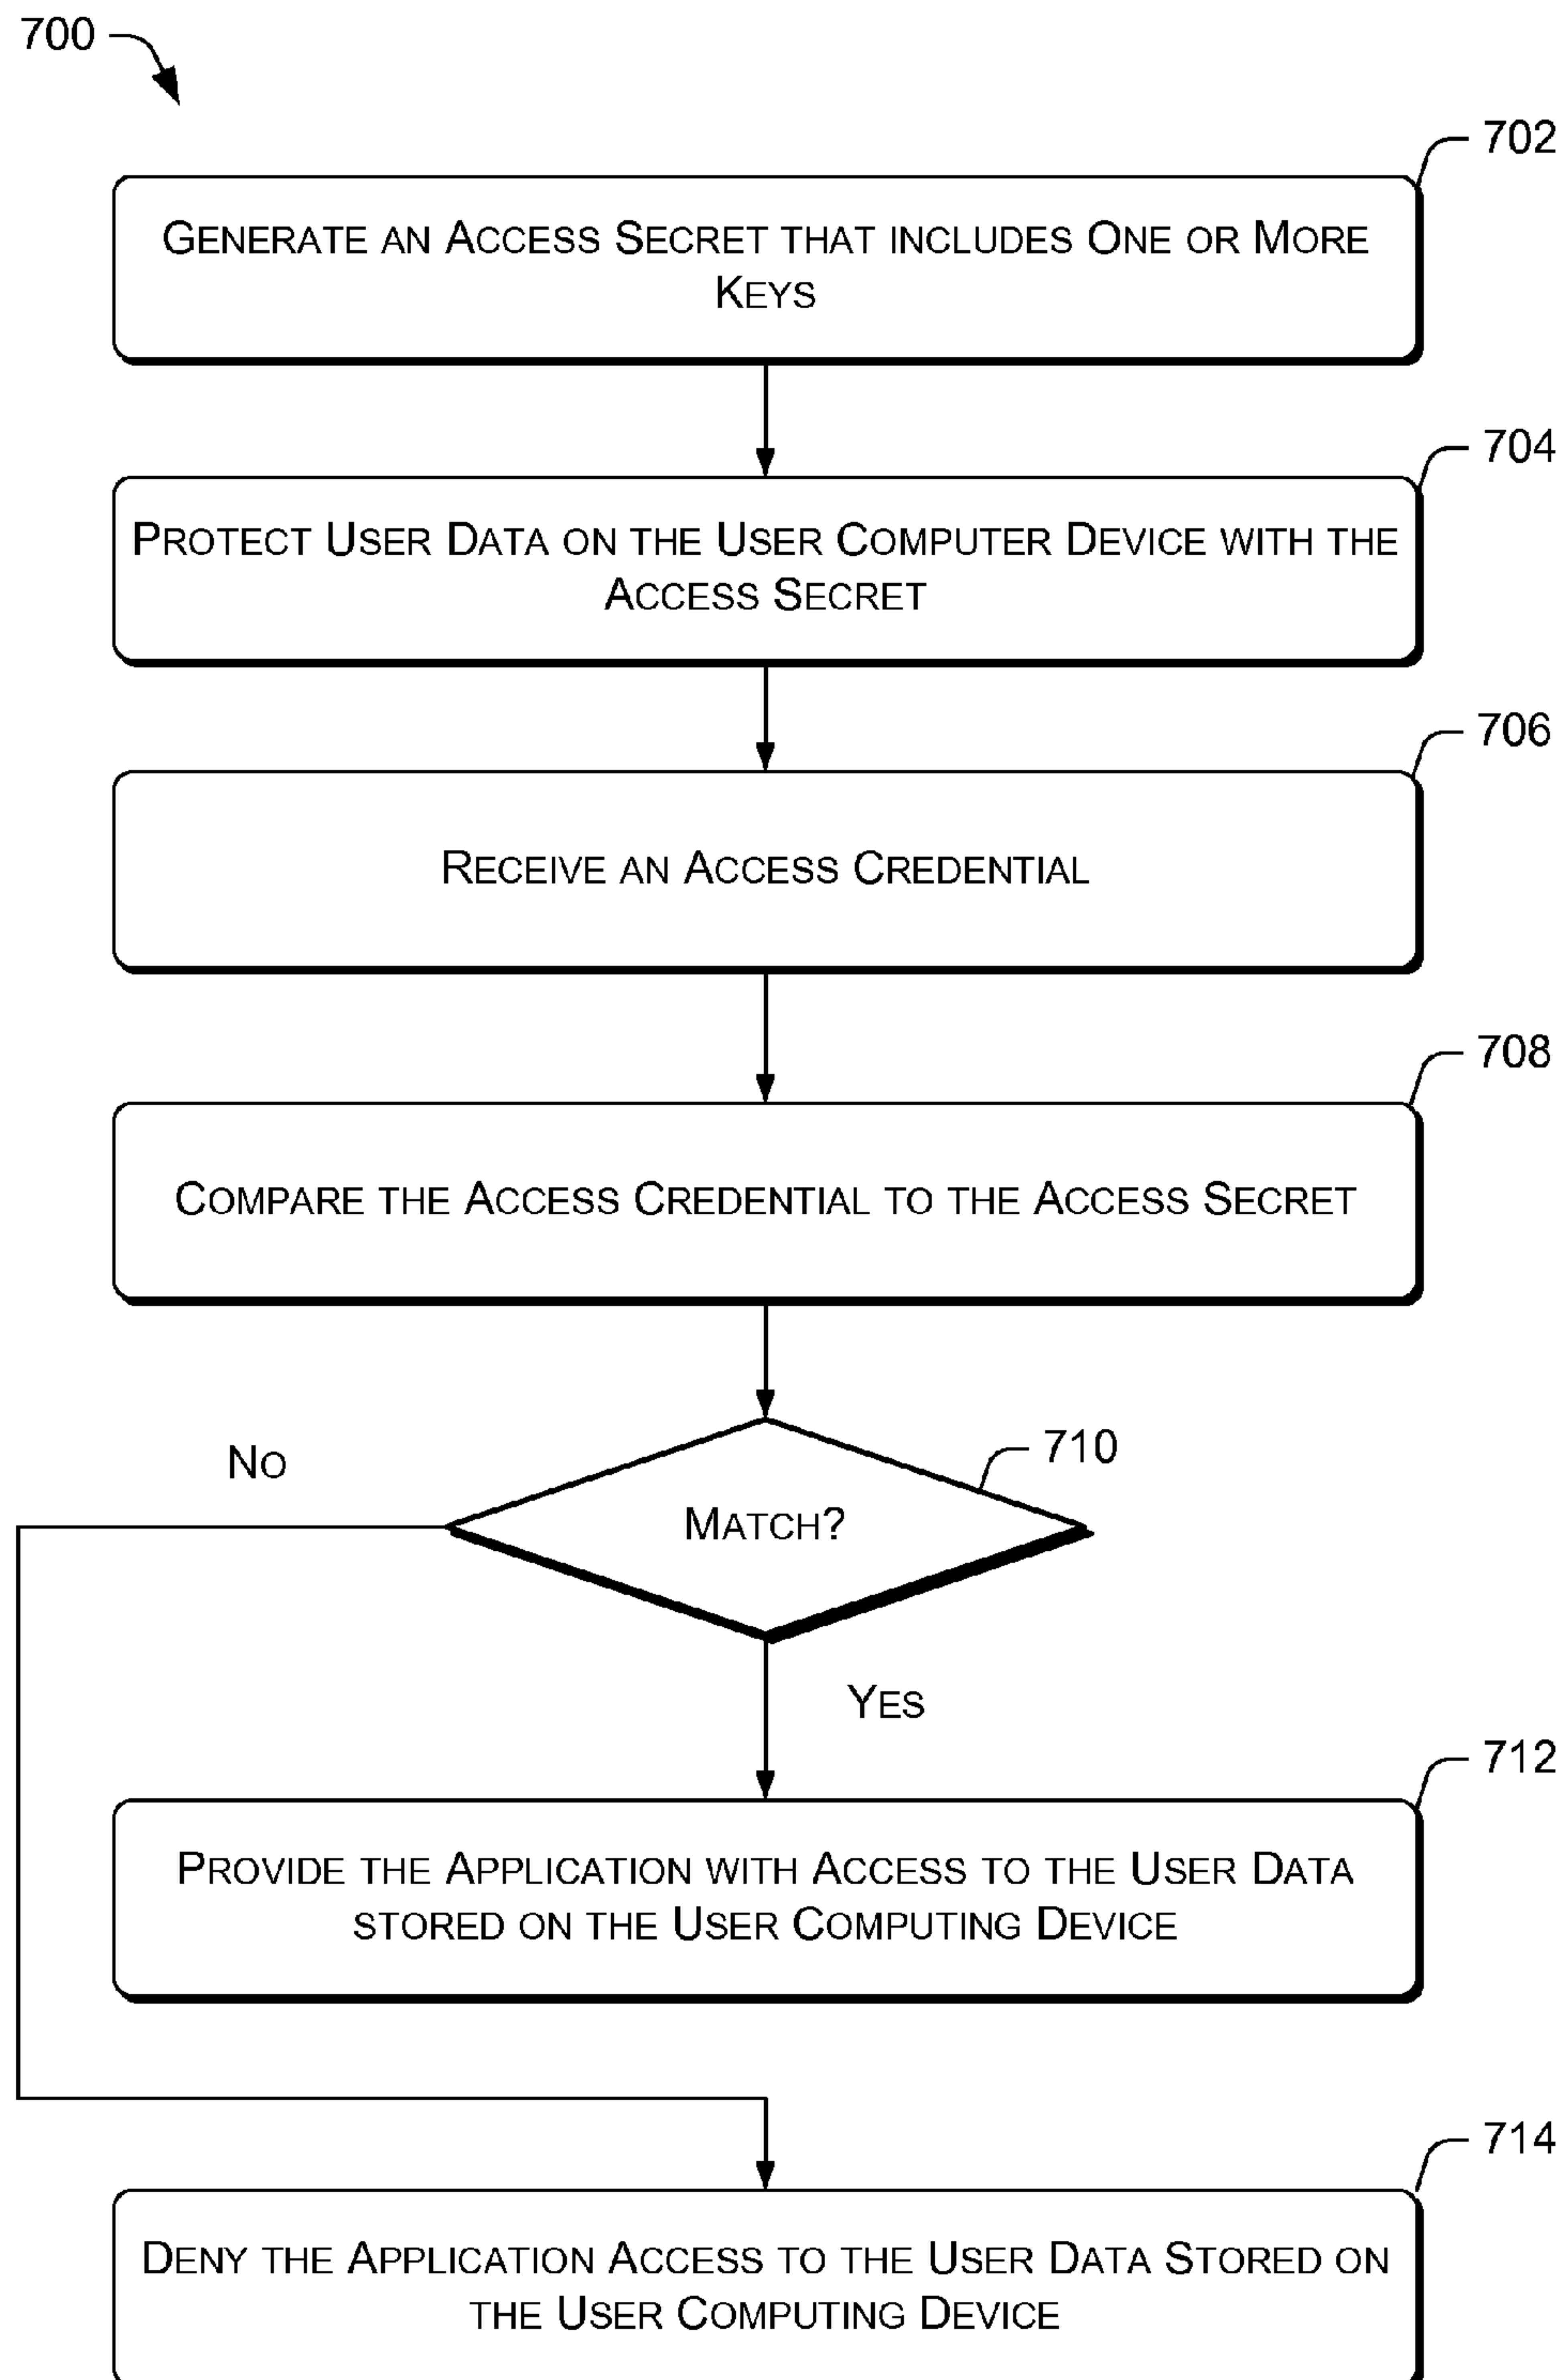 700
702
Generate an Access Secret that includes One or More
Keys
704
Protect User Data on the User Computer Device with the
Access Secret
706
Receive an Access Credential
708
Compare the Access Credential to the Access Secret
710
No
Match?
Yes
712
Provide the Application with Access to the User Data
stored on the User Computing Device
714
Deny the Application Access to the User Data Stored on
the User Computing Device